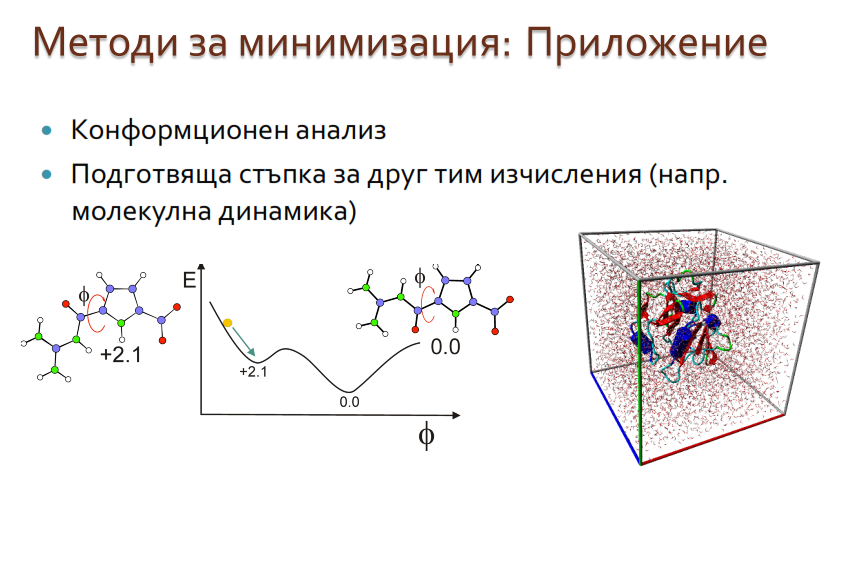 Методи за минимизация: Приложение
Конформционен анализ
Подготвяща стъпка за друг тим изчисления (напр.
молекулна динамика)
ϕ
+2.1
E
+2.1
0.0
ϕ
ϕ
0.0